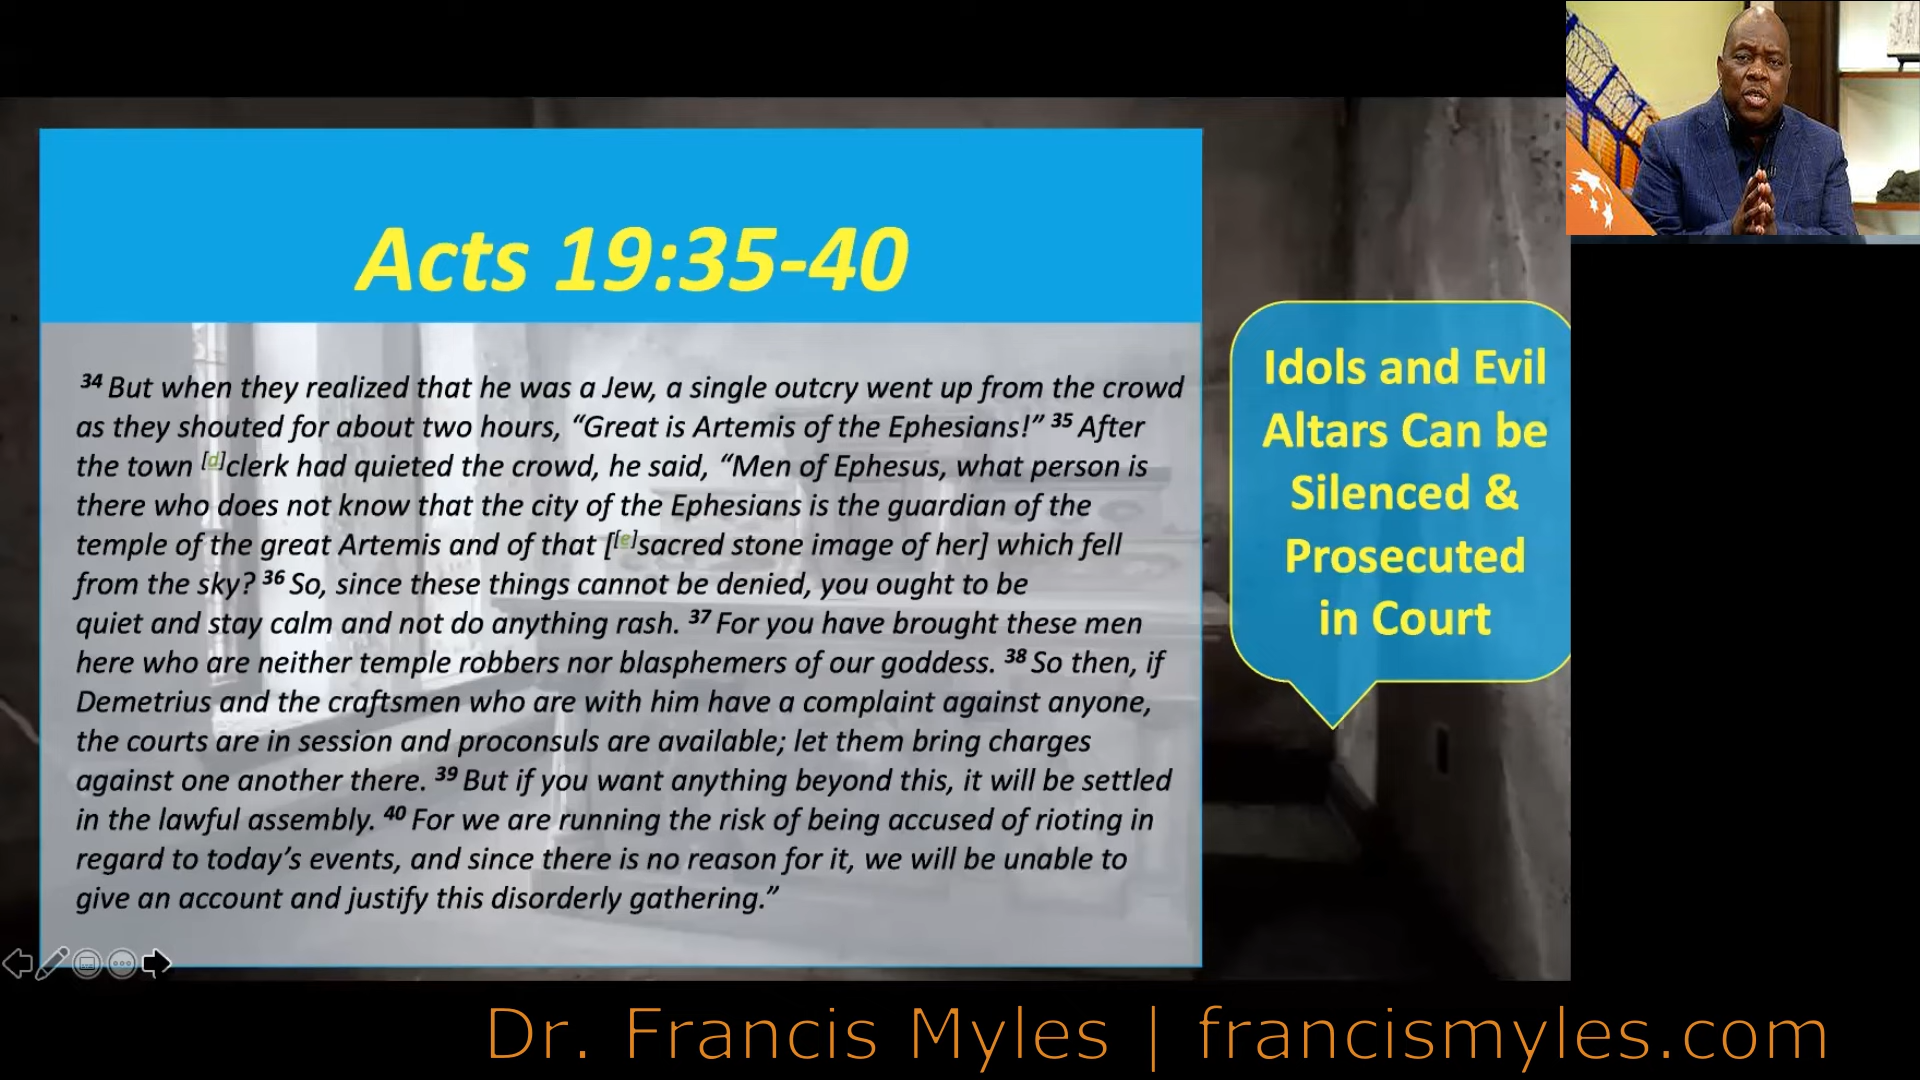 Acts 19:35-40
34 But when they realized that he was a Jew, a single outcry went up from the crowd
as they shouted for about two hours, “Great is Artemis of the Ephesians!” 35 After
the town [d]clerk had quieted the crowd, he said, “Men of Ephesus, what person is
there who does not know that the city of the Ephesians is the guardian of the
temple of the great Artemis and of that [[e]sacred stone image of her] which fell
from the sky? 36 So, since these things cannot be denied, you ought to be
quiet and stay calm and not do anything rash. 37 For you have brought these men
here who are neither temple robbers nor blasphemers of our goddess. 38 So then, if
Demetrius and the craftsmen who are with him have a complaint against anyone,
the courts are in session and proconsuls are available; let them bring charges
against one another there. 39 But if you want anything beyond this, it will be settled
in the lawful assembly. 40 For we are running the risk of being accused of rioting in
regard to today’s events, and since there is no reason for it, we will be unable to
give an account and justify this disorderly gathering.”
Idols and Evil
Altars Can be
Silenced &
Prosecuted
in Court
Dr. Francis Myles | francismyles.com